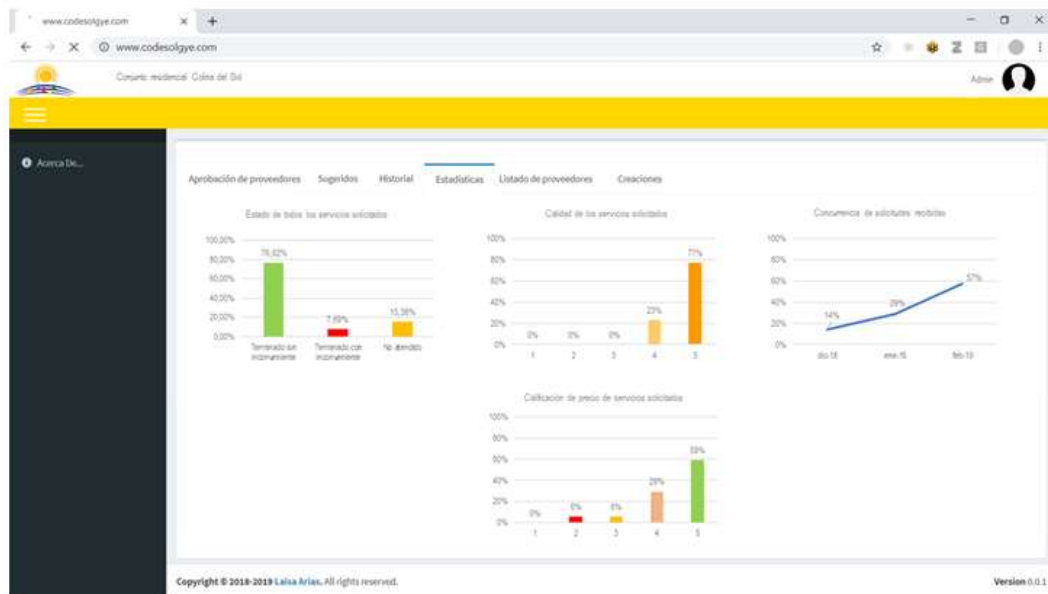 www.codesolgye.com
www.codesolgye.com
Conjunto residencial Colina del Sol
Admin
Acerca De...
Aprobación de proveedores Sugeridos Historial Estadísticas Listado de proveedores Creaciones
Estado de todos los servicios solicitados
100,00%
80,00%
60,00%
40,00%
20,00%
0,00%
76,92%
7,69%
15,38%
Terminado sin inconveniente
Terminado con inconveniente
No atendido
Calidad de los servicios solicitados
100%
80%
60%
40%
20%
0%
0% 0% 0% 23% 77%
1 2 3 4 5
Concurrencia de solicitudes recibidas
100%
80%
60%
40%
20%
0%
14% 29% 57%
dic-18 ene-19 feb-19
Calificación de precio de servicios solicitados
100%
80%
60%
40%
20%
0%
0% 6% 6% 29% 59%
1 2 3 4 5
Copyright © 2018-2019 Laisa Arias. All rights reserved.
Version 0.0.1